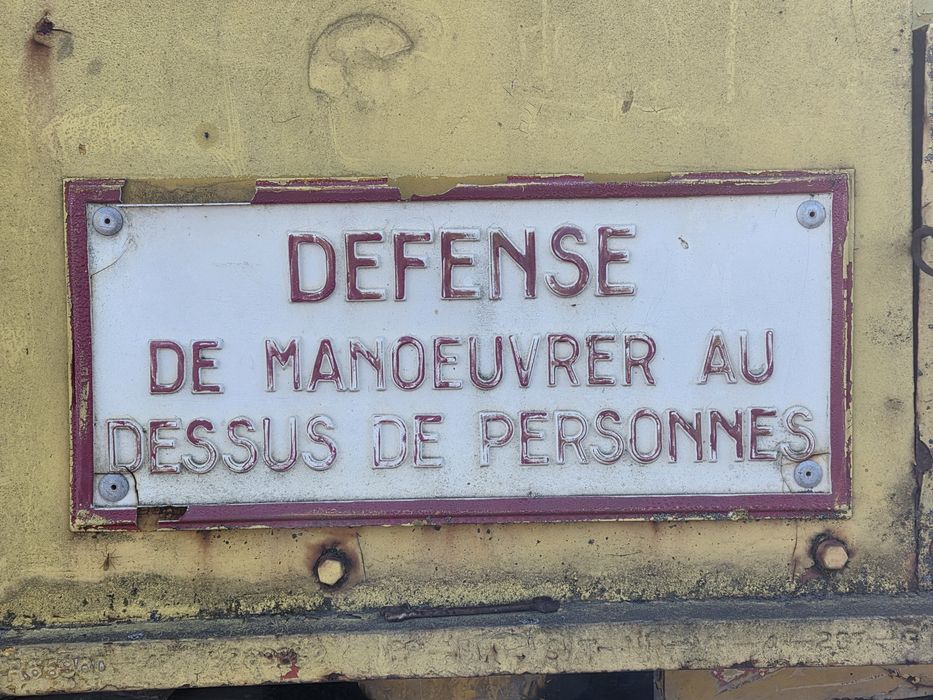 DEFENSE
DE MANOEUVRER AU
DESSUS DE PERSONNES